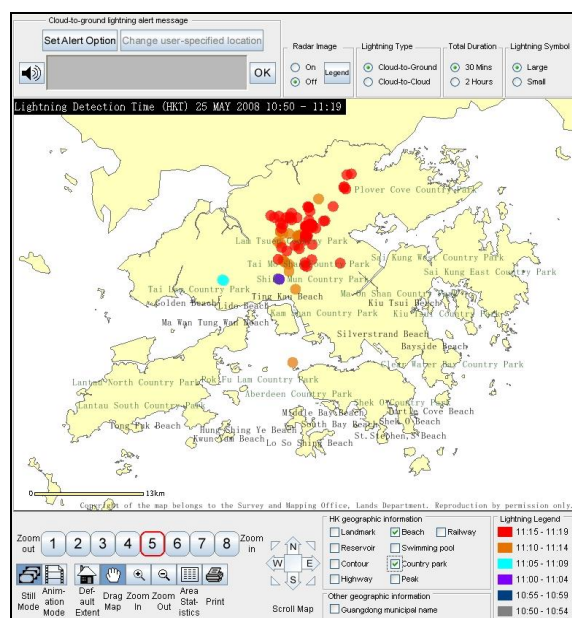 Cloud-to-ground lightning alert message
Set Alert Option Change user-specified location
OK
Radar Image
On
Off
Legend
Lightning Type
Cloud-to-Ground
Cloud-to-Cloud
Total Duration
30 Mins
2 Hours
Lightning Symbol
Large
Small
Lightning Detection Time (HKT) 25 MAY 2008 10:50 - 11:19
Plover Cove Country Park
Lam Tsuen Country Park
Sai Kung West Country Park
Tai Mo Shan Country Park
Sai Kung East Country Park
Shing Mun Country Park
Tai Lam Country Park
Ma On Shan Country Park
Golden Beach
Lido Beach
Ting Kau Beach
Kiu Tsui Beach
Kam Shan Country Park
Kiu Tsui Country Park
Ma Wan Tung Wan Beach
Silverstrand Beach
Bayside Beach
Clear Water Bay Country Park
Lantau North Country Park
Pok Fu Lam Country Park
Aberdeen Country Park
Lantau South Country Park
Shek O Country Park
Middle Bay Beach
Cove Beach
Tong Fuk Beach
Hung Shing Ye Beach
South Bay Beach
Shek O Beach
Kwun Yam Beach
Lo So Shing Beach
St.Stephen,S Beach
0 13km
Copyright of the map belongs to the Survey and Mapping Office, Lands Department. Reproduction by permission only.
Zoom out 1 2 3 4 5 6 7 8 Zoom in
Still Mode
Animation Mode
Default Extent
Drag Map
Zoom In
Zoom Out
Area Statistics
Print
N
W E
S
Scroll Map
HK geographic information
Landmark Beach Railway
Reservoir Swimming pool
Contour Country park
Highway Peak
Other geographic information
Guangdong municipal name
Lightning Legend
11:15 - 11:19
11:10 - 11:14
11:05 - 11:09
11:00 - 11:04
10:55 - 10:59
10:50 - 10:54